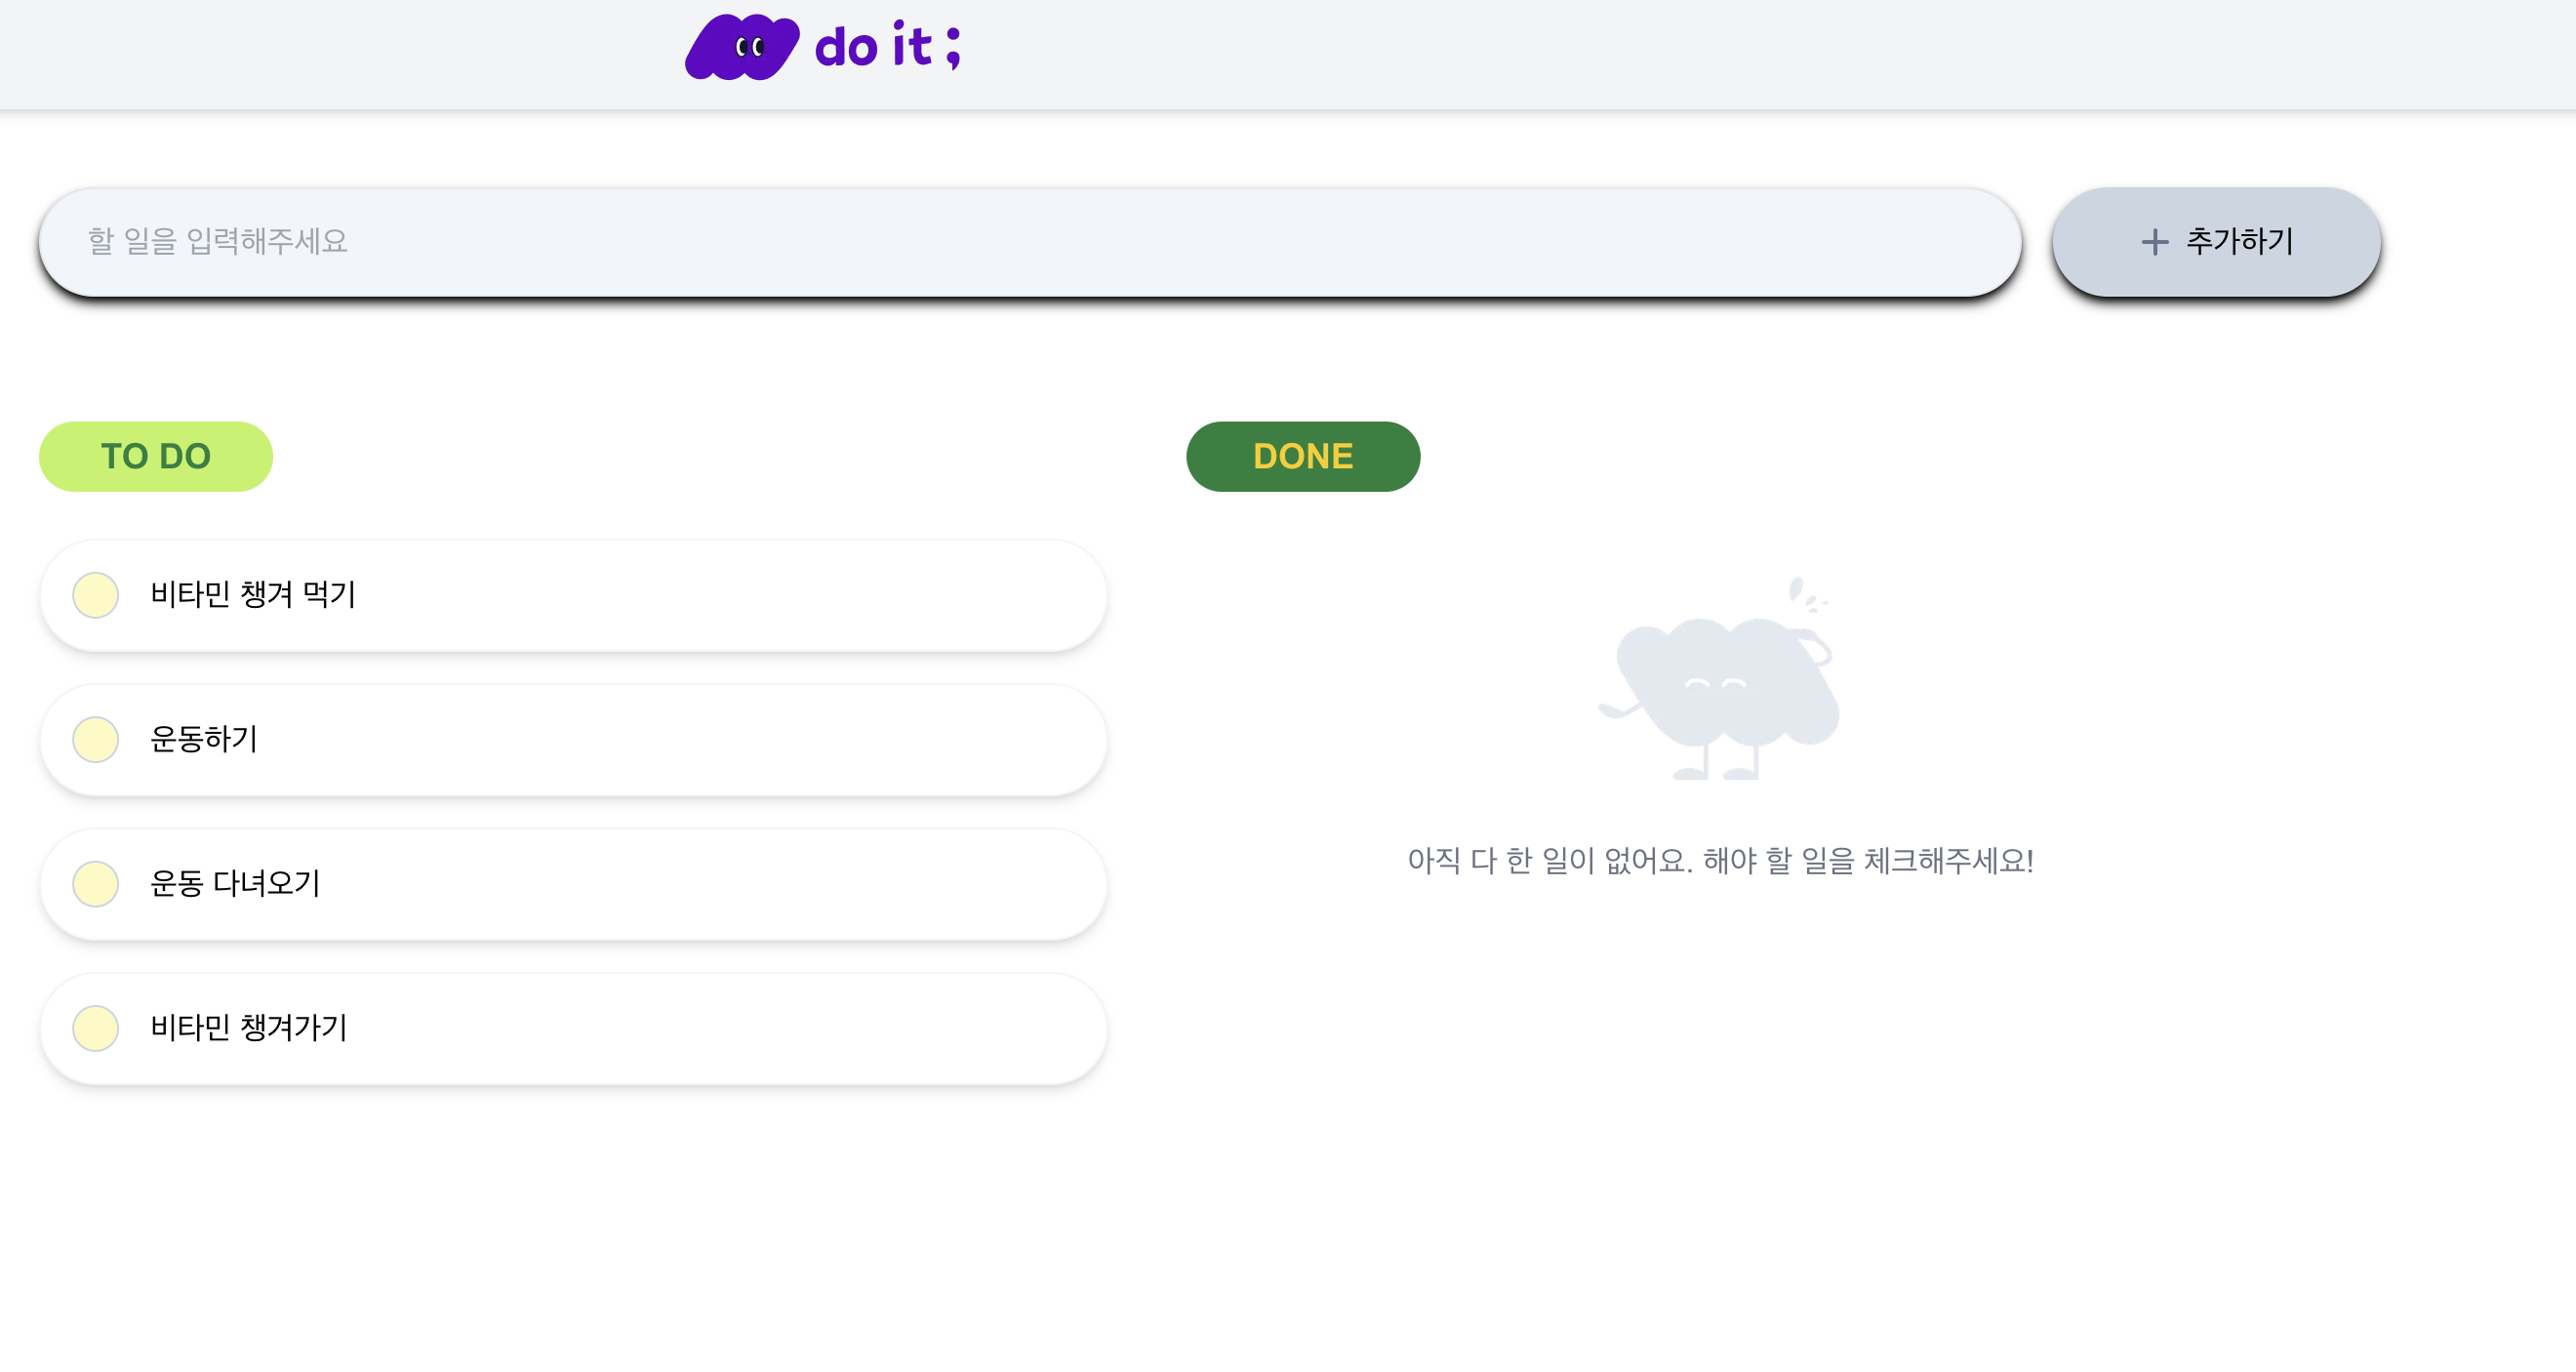 do it ;
할 일을 입력해주세요
+ 추가하기
TO DO
비타민 챙겨 먹기
운동하기
운동 다녀오기
비타민 챙겨가기
DONE
아직 다 한 일이 없어요. 해야 할 일을 체크해주세요!